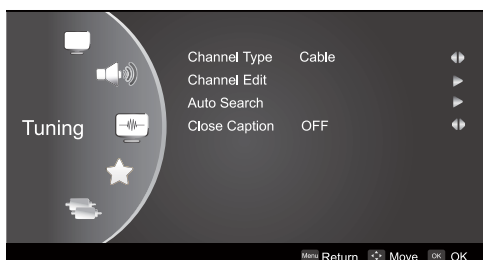 Channel Type Cable
Channel Edit
Auto Search
Tuning
Close Caption OFF
Menu Return Move OK OK